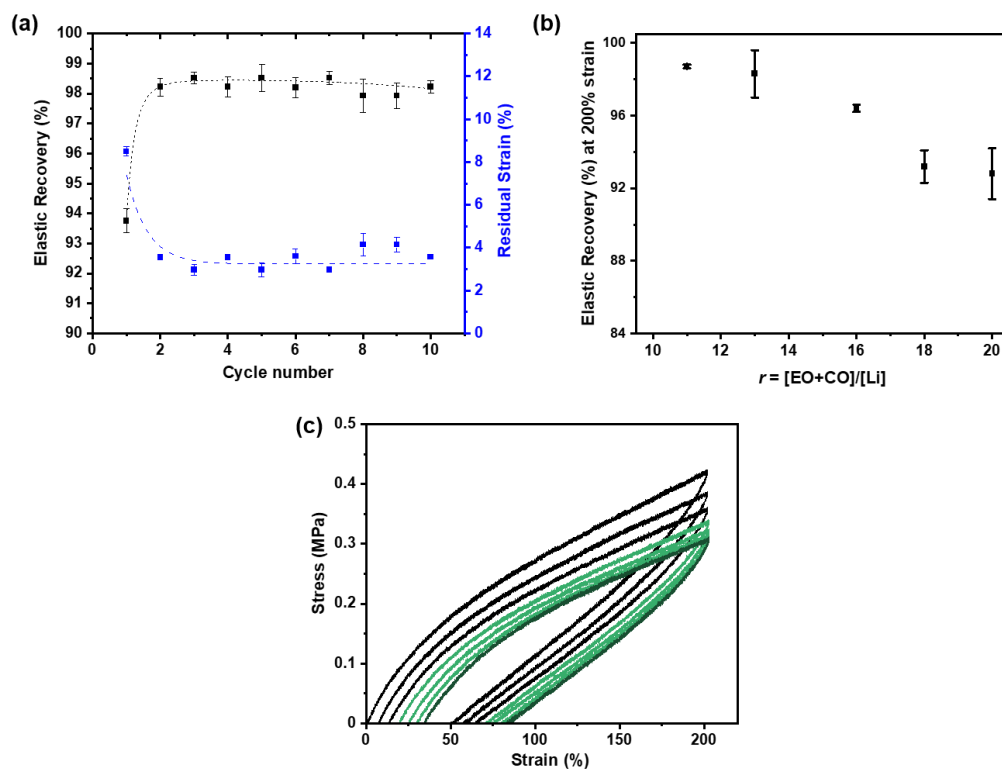 (a)
100
99
98
97
96
95
94
93
92
91
90
Elastic Recovery (%)
14
12
10
8
6
4
2
0
Residual Strain (%)
0 2 4 6 8 10
Cycle number
(b)
100
96
92
88
84
Elastic Recovery (%) at 200% strain
10 12 14 16 18 20
r = [EO+CO]/[Li]
(c)
0.5
0.4
0.3
0.2
0.1
0
Stress (MPa)
0 50 100 150 200
Strain (%)